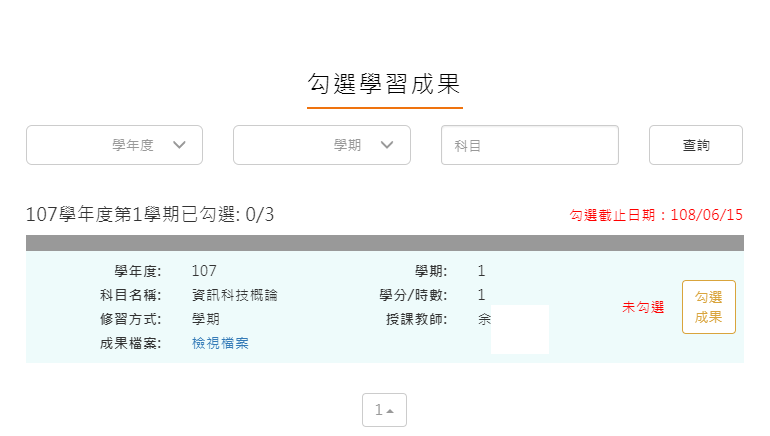 勾選學習成果
學年度 學期 科目 查詢
107學年度第1學期已勾選: 0/3 勾選截止日期：108/06/15
學年度: 107 學期: 1
科目名稱: 資訊科技概論 學分/時數: 1
修習方式: 學期 授課教師: 余
成果檔案: 檢視檔案
未勾選
勾選
成果
1